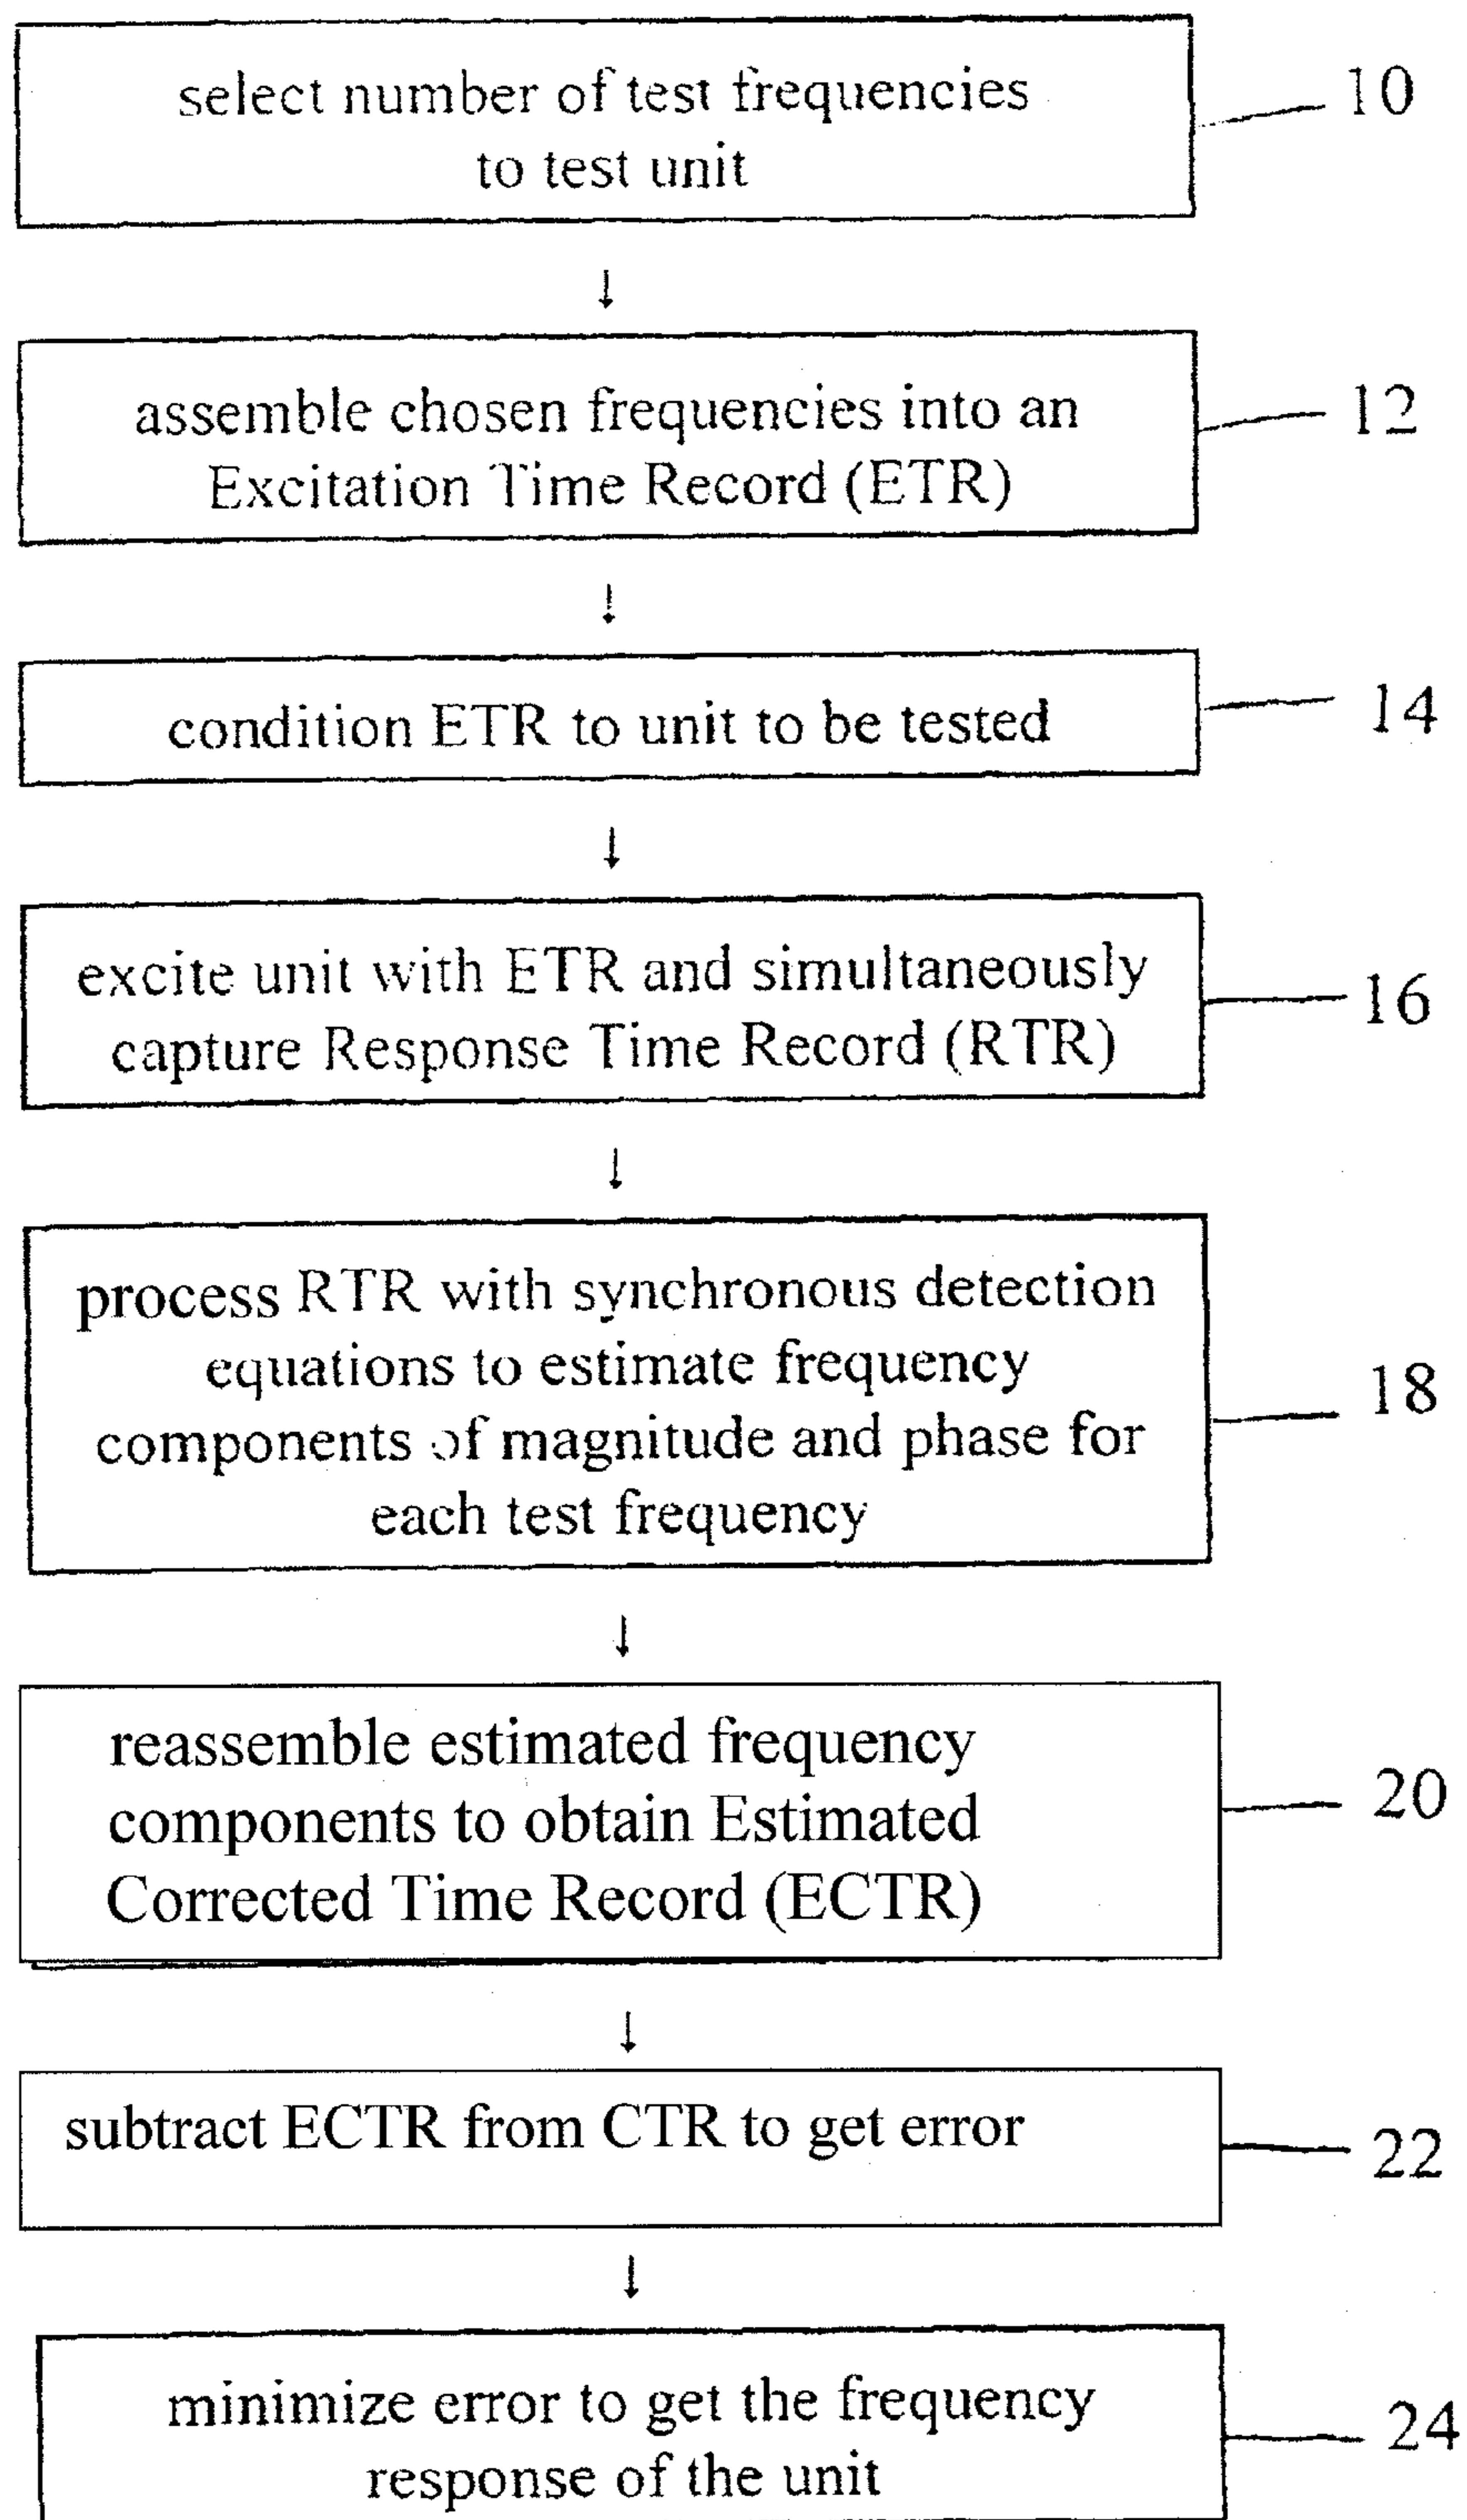 select number of test frequencies
to test unit
10
↓
assemble chosen frequencies into an
Excitation Time Record (ETR)
12
↓
condition ETR to unit to be tested
14
↓
excite unit with ETR and simultaneously
capture Response Time Record (RTR)
16
↓
process RTR with synchronous detection
equations to estimate frequency
components of magnitude and phase for
each test frequency
18
↓
reassemble estimated frequency
components to obtain Estimated
Corrected Time Record (ECTR)
20
↓
subtract ECTR from CTR to get error
22
↓
minimize error to get the frequency
response of the unit
24